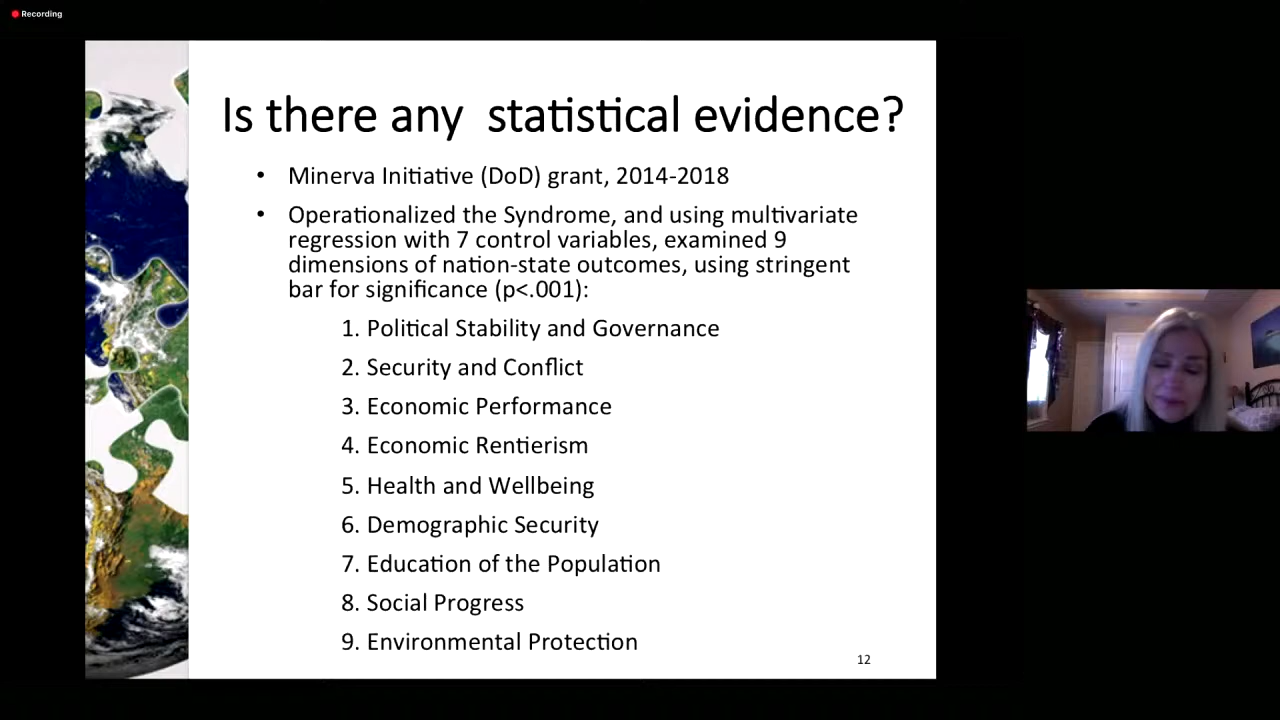 Recording
Is there any statistical evidence?
• Minerva Initiative (DoD) grant, 2014-2018
• Operationalized the Syndrome, and using multivariate
regression with 7 control variables, examined 9
dimensions of nation-state outcomes, using stringent
bar for significance (p<.001):
1. Political Stability and Governance
2. Security and Conflict
3. Economic Performance
4. Economic Rentierism
5. Health and Wellbeing
6. Demographic Security
7. Education of the Population
8. Social Progress
9. Environmental Protection
12